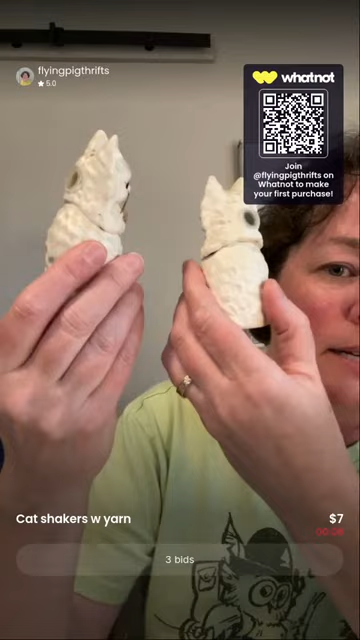 flyingpigthrifts
5.0
whatnot
Join
@flyingpigthrifts on
Whatnot to make
your first purchase!
Cat shakers w yarn
$7
00:06
3 bids